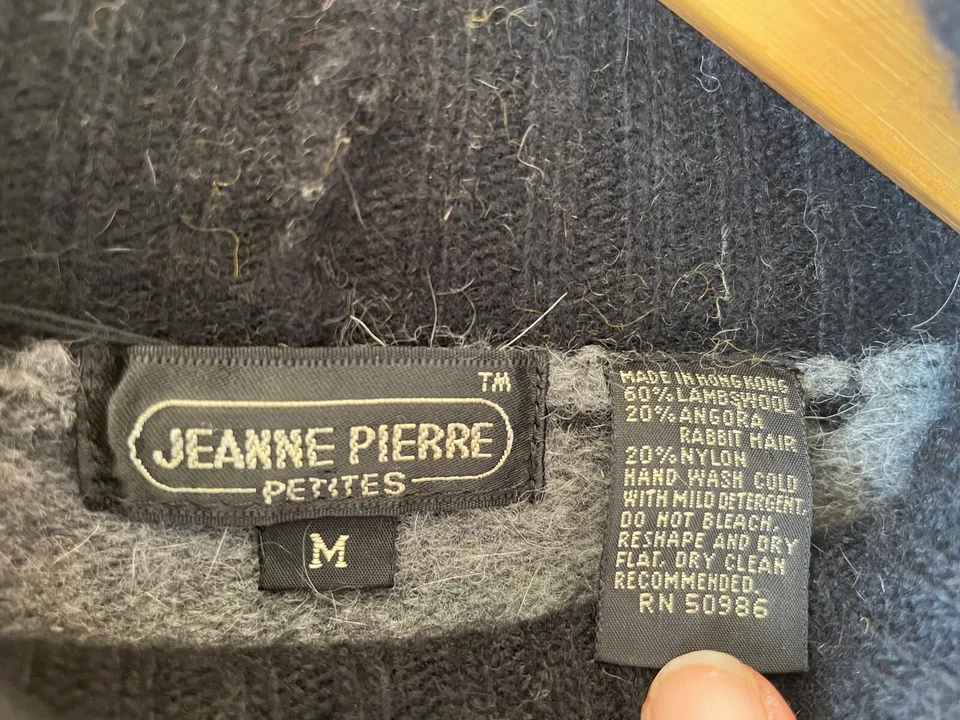 TM
JEANNE PIERRE
PETITES
M
MADE IN HONG KONG
60% LAMBSWOOL
20% ANGORA
RABBIT HAIR
20% NYLON
HAND WASH COLD
WITH MILD DETERGENT.
DO NOT BLEACH,
RESHAPE AND DRY
FLAT. DRY CLEAN
RECOMMENDED.
RN 50986